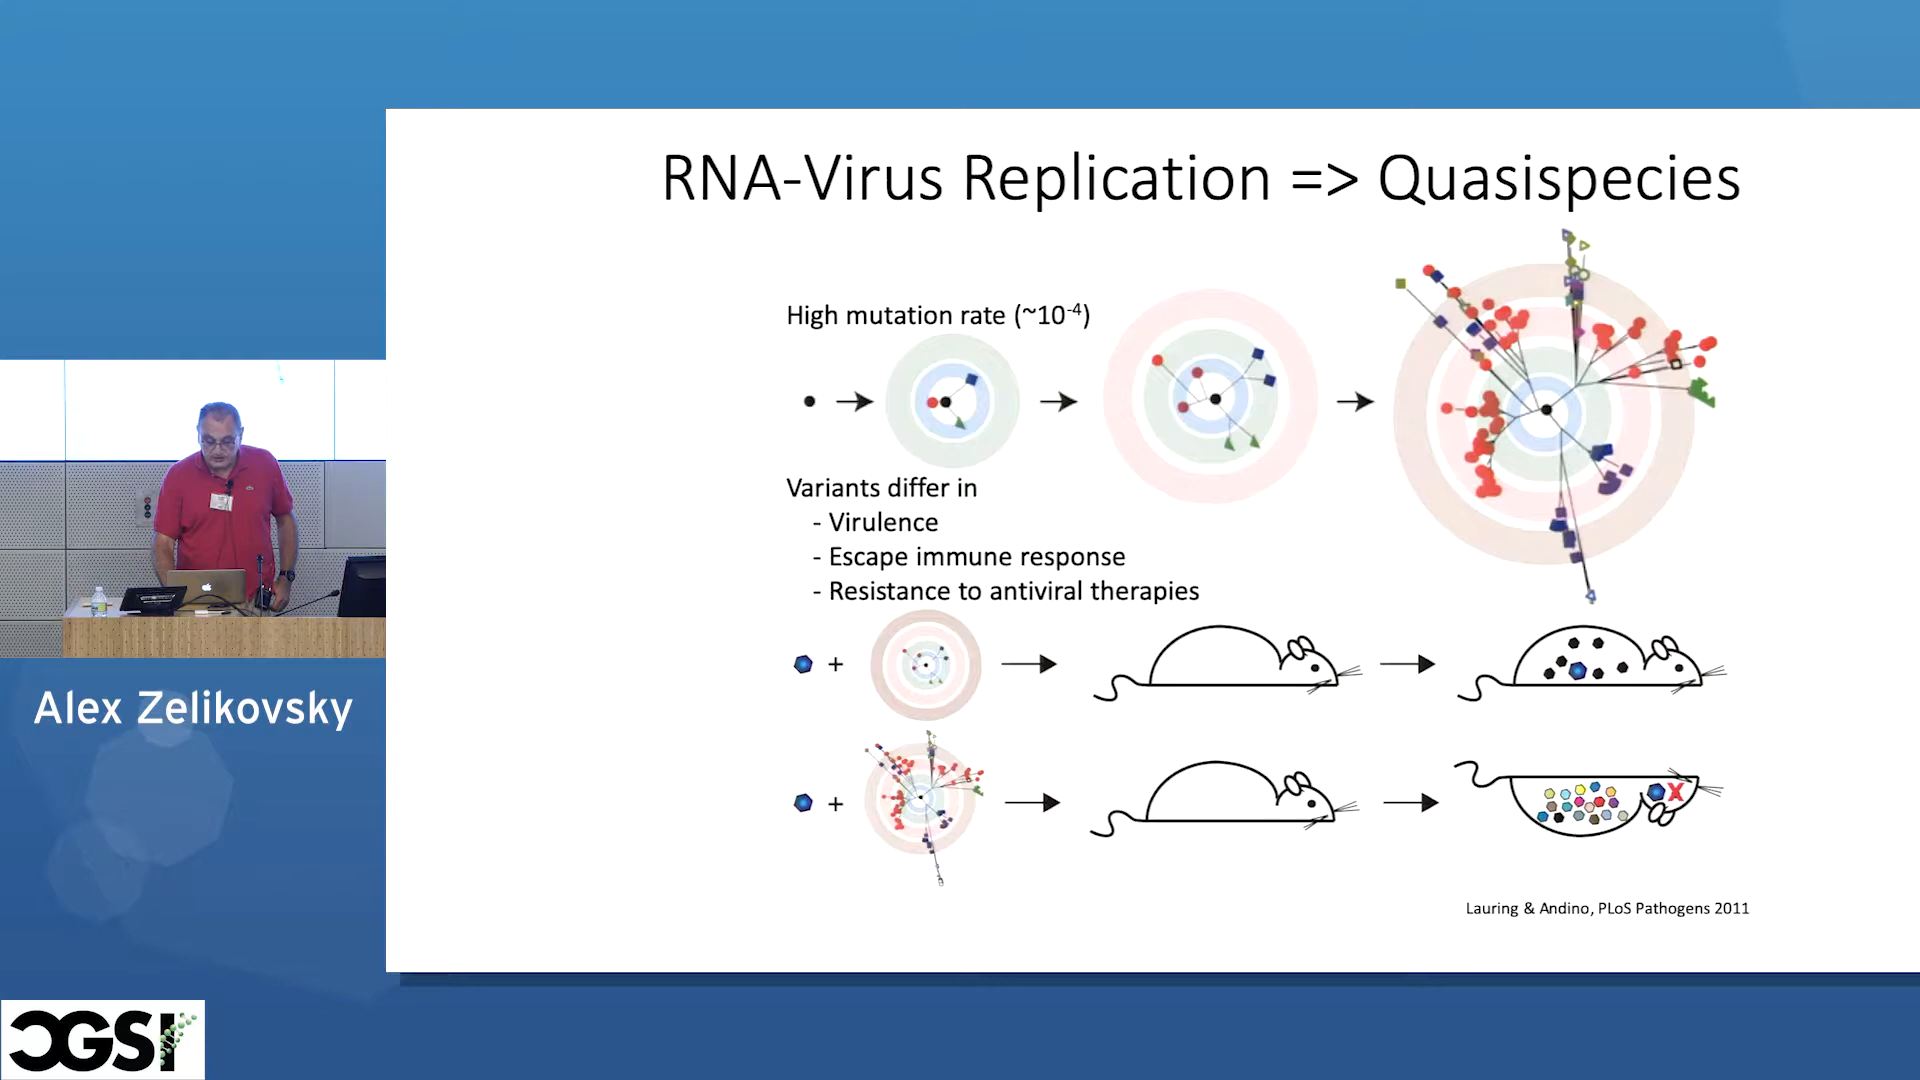 RNA-Virus Replication => Quasispecies
High mutation rate (~10⁻⁴)
Variants differ in
- Virulence
- Escape immune response
- Resistance to antiviral therapies
+
+
X
Lauring & Andino, PLoS Pathogens 2011
Alex Zelikovsky
CGSI